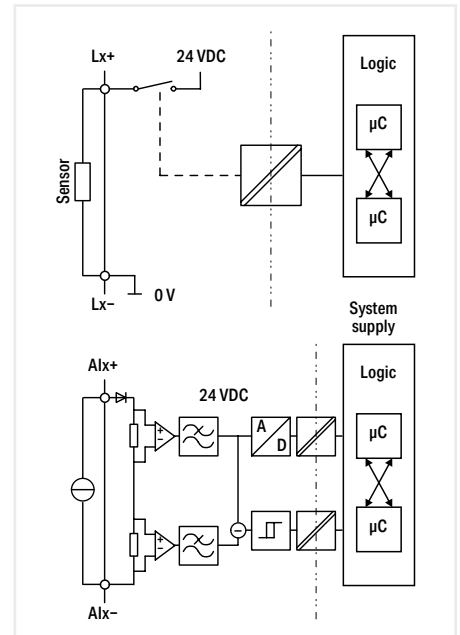 Lx+
24 VDC
Logic
µC
Sensor
µC
0 V
Lx–
System
supply
AIx+
24 VDC
Logic
+
–
A
D
µC
–
+
–
µC
AIx–